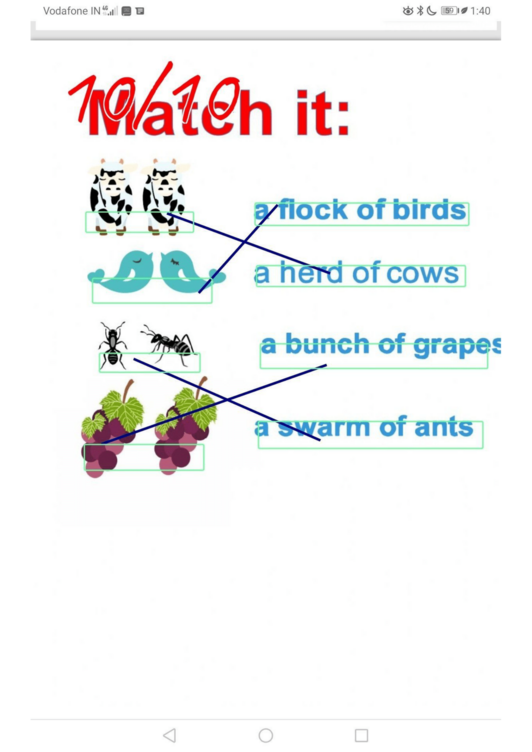 Vodafone IN 1:40
10/10
Match it:
a flock of birds
a herd of cows
a bunch of grapes
a swarm of ants